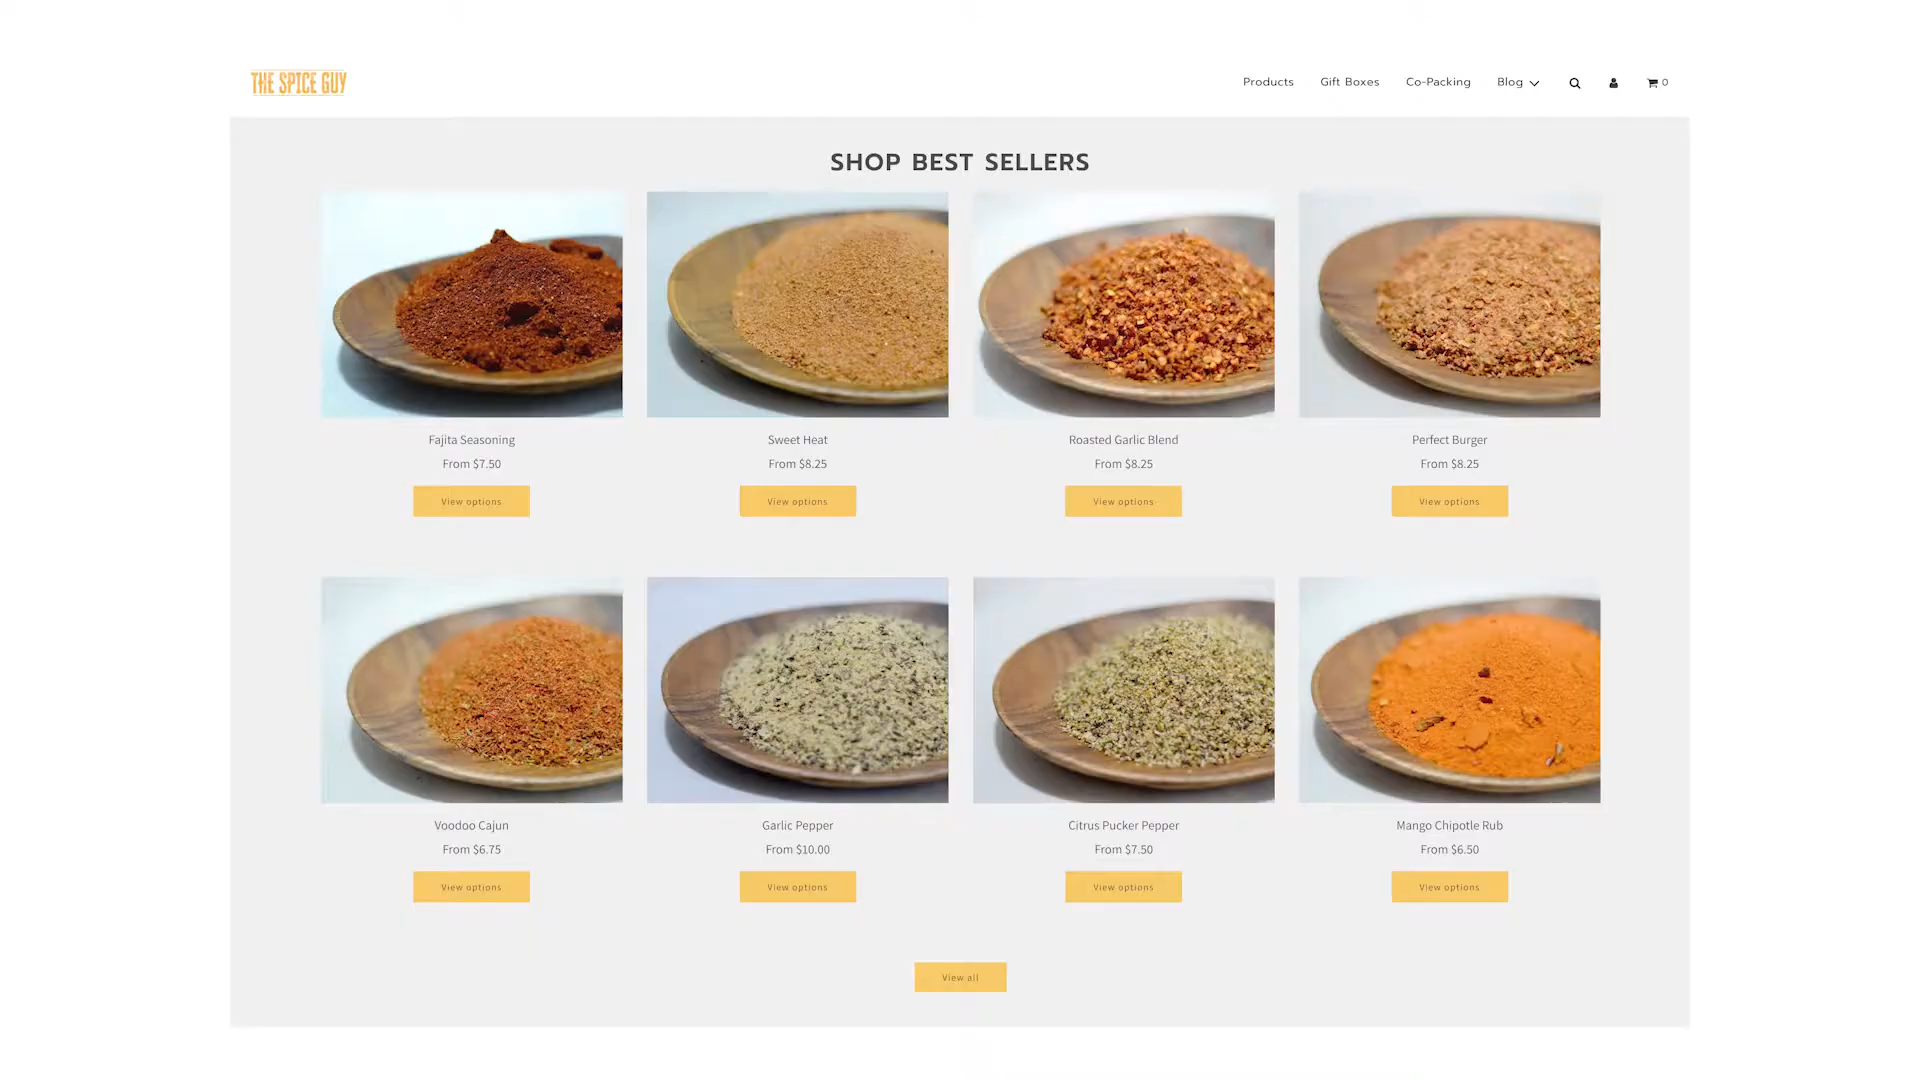 THE SPICE GUY
Products Gift Boxes Co-Packing Blog 0
SHOP BEST SELLERS
Fajita Seasoning Sweet Heat Roasted Garlic Blend Perfect Burger
From $7.50 From $8.25 From $8.25 From $8.25
View options View options View options View options
Voodoo Cajun Garlic Pepper Citrus Pucker Pepper Mango Chipotle Rub
From $6.75 From $10.00 From $7.50 From $6.50
View options View options View options View options
View all